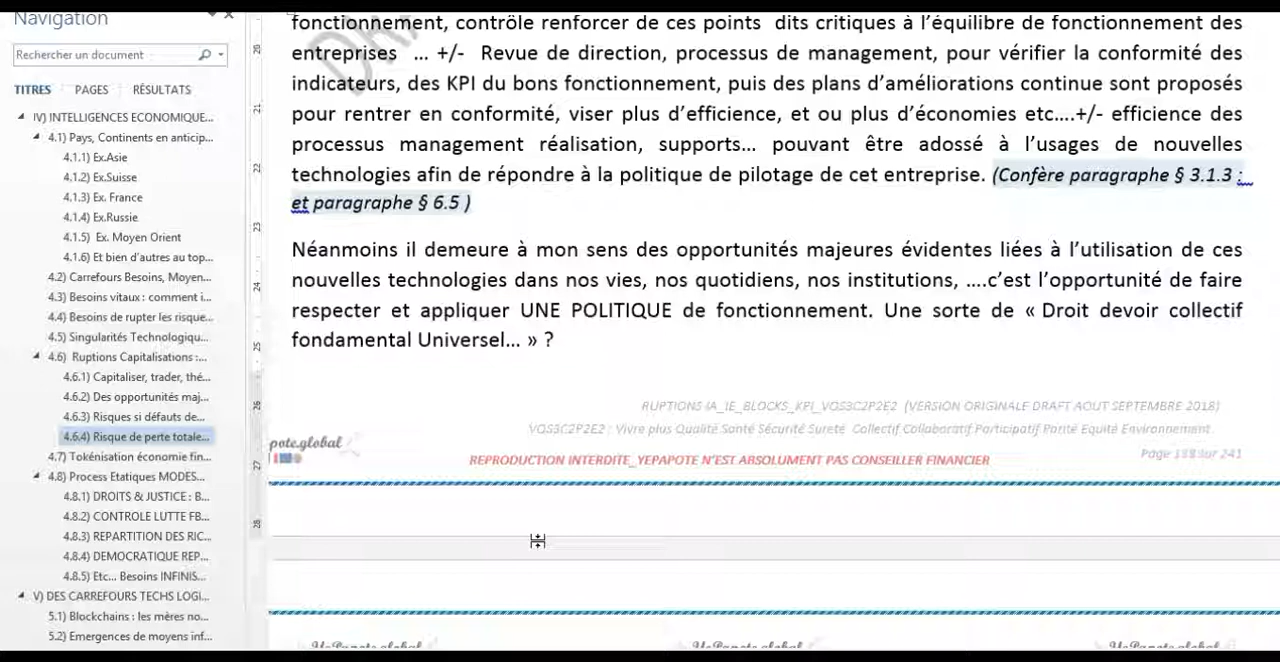 Navigation
Rechercher un document
TITRES PAGES RÉSULTATS
IV) INTELLIGENCES ECONOMIQUE...
4.1) Pays, Continents en anticip...
4.1.1) Ex.Asie
4.1.2) Ex.Suisse
4.1.3) Ex. France
4.1.4) Ex.Russie
4.1.5) Ex. Moyen Orient
4.1.6) Et bien d'autres au top...
4.2) Carrefours Besoins, Moyen...
4.3) Besoins vitaux : comment i...
4.4) Besoins de rupter les risque...
4.5) Singularités Technologiqu...
4.6) Ruptions Capitalisations :...
4.6.1) Capitaliser, trader, thé...
4.6.2) Des opportunités maj...
4.6.3) Risques si défauts de...
4.6.4) Risque de perte totale...
4.7) Tokénisation économie fin...
4.8) Process Etatiques MODES...
4.8.1) DROITS & JUSTICE : B...
4.8.2) CONTROLE LUTTE FB...
4.8.3) REPARTITION DES RIC...
4.8.4) DEMOCRATIQUE REP...
4.8.5) Etc... Besoins INFINIS...
V) DES CARREFOURS TECHS LOGI...
5.1) Blockchains : les mères no...
5.2) Emergences de moyens inf...
20
21
22
23
24
25
26
27
28
fonctionnement, contrôle renforcer de ces points dits critiques à l'équilibre de fonctionnement des
entreprises ... +/- Revue de direction, processus de management, pour vérifier la conformité des
indicateurs, des KPI du bons fonctionnement, puis des plans d'améliorations continue sont proposés
pour rentrer en conformité, viser plus d'efficience, et ou plus d'économies etc....+/- efficience des
processus management réalisation, supports... pouvant être adossé à l'usages de nouvelles
technologies afin de répondre à la politique de pilotage de cet entreprise. (Confère paragraphe § 3.1.3 ;
et paragraphe § 6.5 )
Néanmoins il demeure à mon sens des opportunités majeures évidentes liées à l'utilisation de ces
nouvelles technologies dans nos vies, nos quotidiens, nos institutions, ....c'est l'opportunité de faire
respecter et appliquer UNE POLITIQUE de fonctionnement. Une sorte de « Droit devoir collectif
fondamental Universel... » ?
RUPTIONS IA_IE_BLOCKS_KPI_VOS3C2P2E2 (VERSION ORIGINALE DRAFT AOUT SEPTEMBRE 2018)
VOS3C2P2E2 : Vivre plus Qualité Santé Sécurité Sureté Collectif Collaboratif Participatif Parité Equité Environnement
pote.global
Page 188 sur 241
REPRODUCTION INTERDITE_YEPAPOTE N'EST ABSOLUMENT PAS CONSEILLER FINANCIER